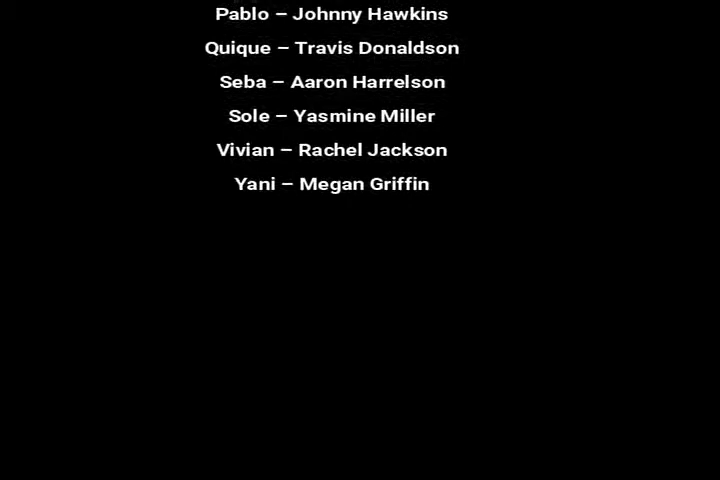 Pablo – Johnny Hawkins
Quique – Travis Donaldson
Seba – Aaron Harrelson
Sole – Yasmine Miller
Vivian – Rachel Jackson
Yani – Megan Griffin